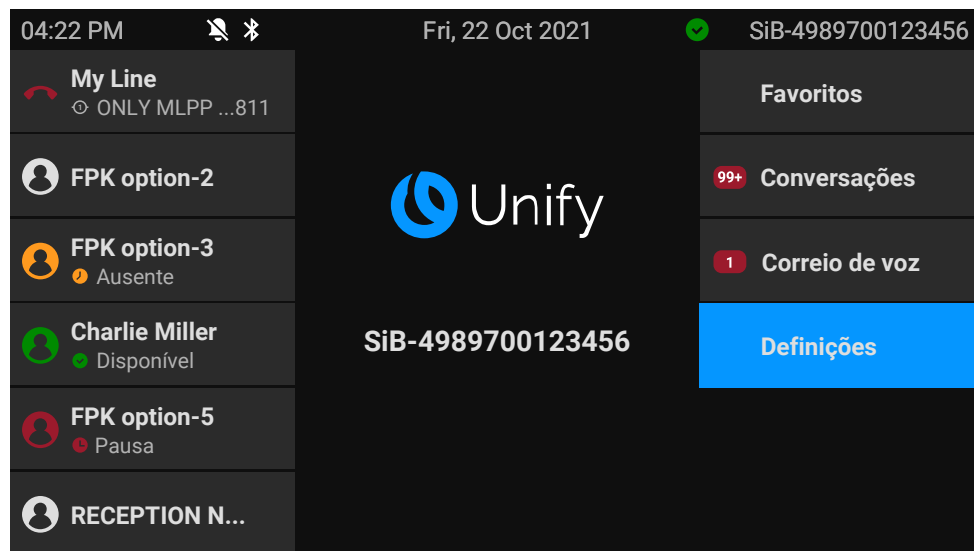 04:22 PM
Fri, 22 Oct 2021
SiB-4989700123456
My Line
ONLY MLPP ...811
FPK option-2
FPK option-3
Ausente
Charlie Miller
Disponível
FPK option-5
Pausa
RECEPTION N...
Unify
SiB-4989700123456
Favoritos
99+ Conversações
1 Correio de voz
Definições